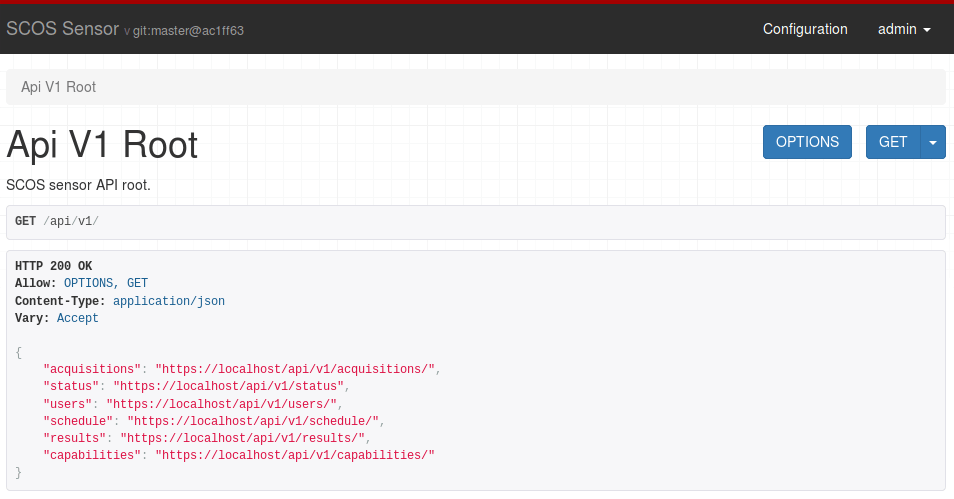 SCOS Sensor v git:master@ac1ff63
Configuration
admin
Api V1 Root
Api V1 Root
OPTIONS
GET
SCOS sensor API root.
GET /api/v1/
HTTP 200 OK
Allow: OPTIONS, GET
Content-Type: application/json
Vary: Accept
{
    "acquisitions": "https://localhost/api/v1/acquisitions/",
    "status": "https://localhost/api/v1/status",
    "users": "https://localhost/api/v1/users/",
    "schedule": "https://localhost/api/v1/schedule/",
    "results": "https://localhost/api/v1/results/",
    "capabilities": "https://localhost/api/v1/capabilities/"
}